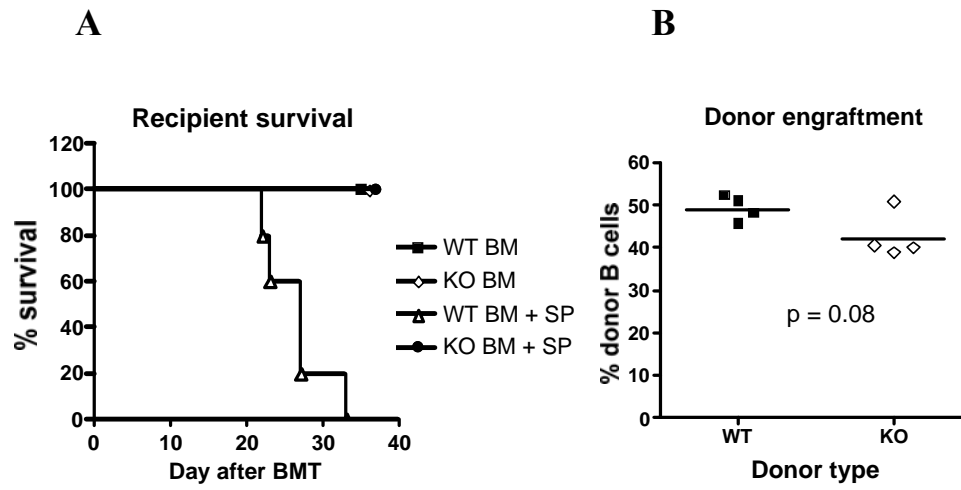 A
Recipient survival
120
100
80
60
40
20
0
% survival
0 10 20 30 40
Day after BMT
WT BM
KO BM
WT BM + SP
KO BM + SP
B
Donor engraftment
60
50
40
30
20
10
0
% donor B cells
p = 0.08
WT KO
Donor type